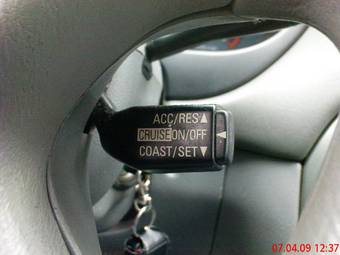 ACC/RES▲
CRUISE ON/OFF ◀
COAST/SET▼
07.04.09 12:37